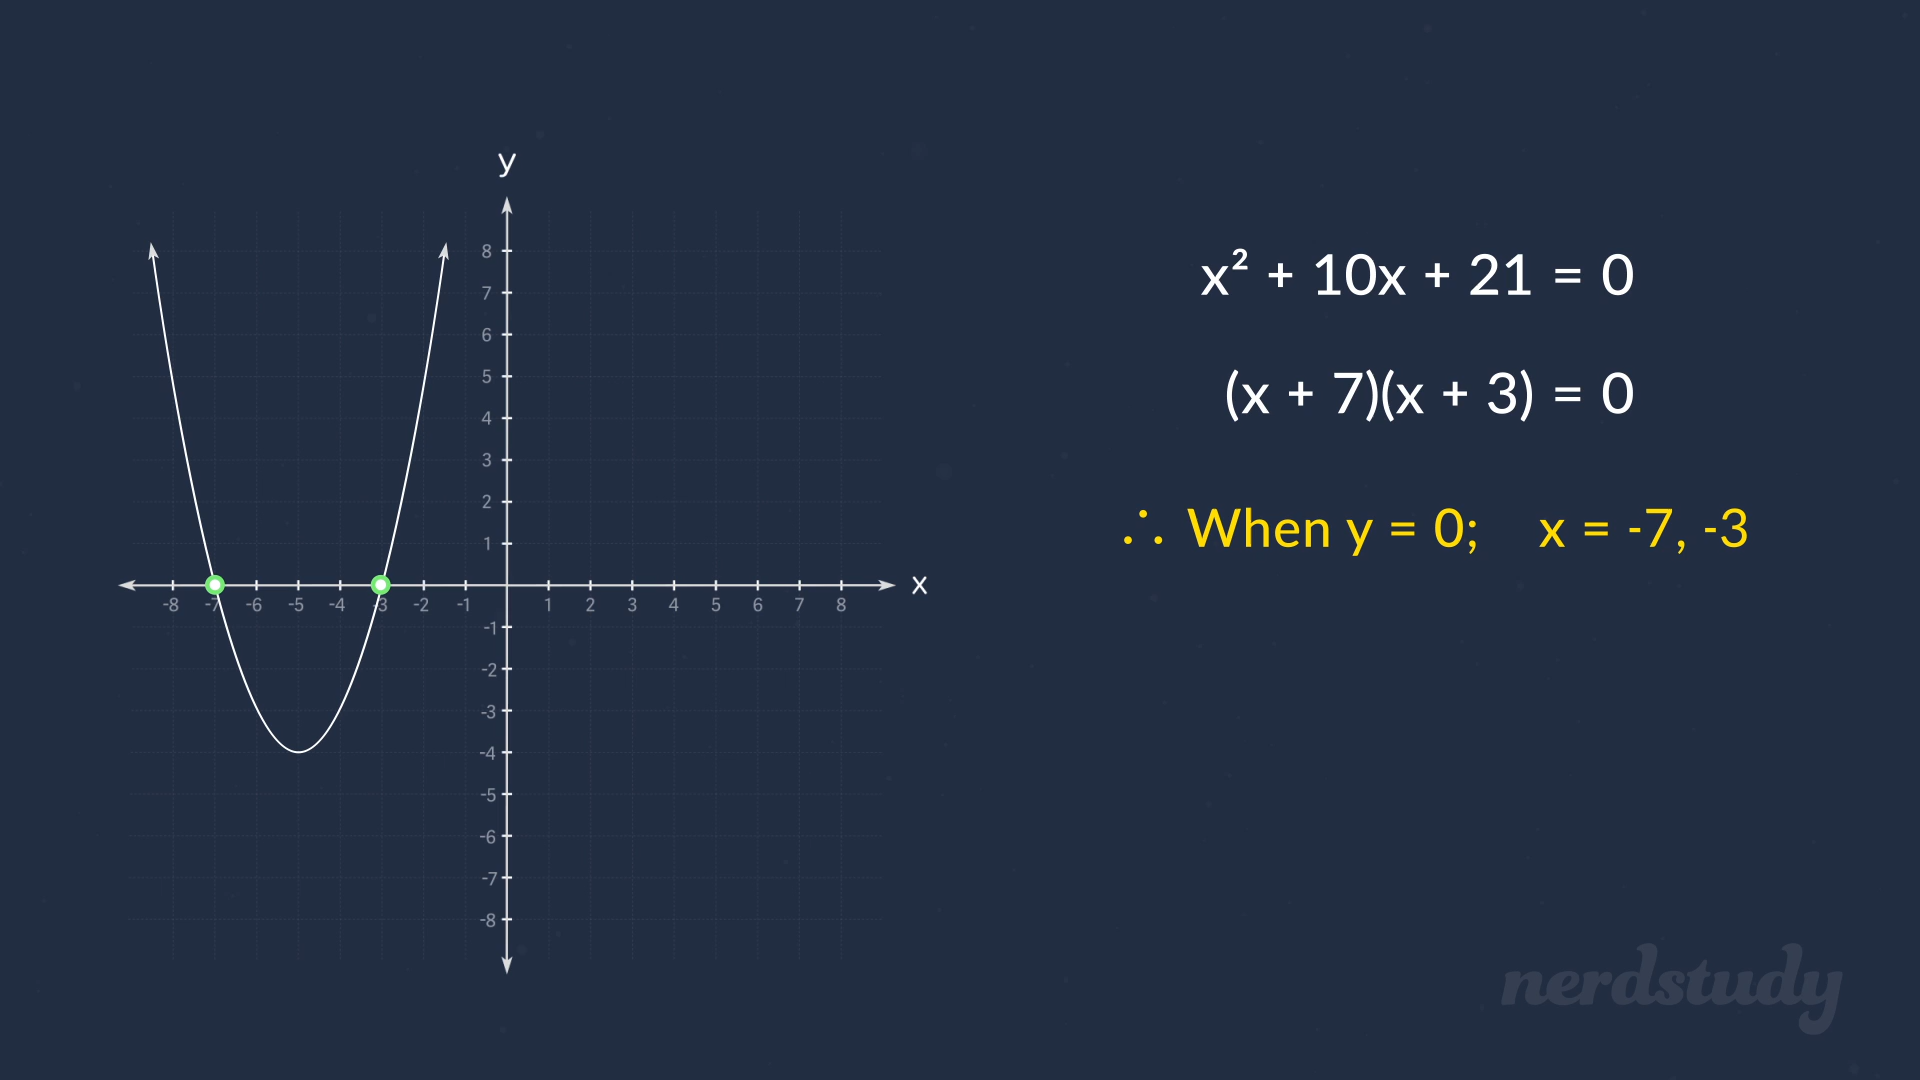 y
8
7
6
5
4
3
2
1
x
-8 -7 -6 -5 -4 -3 -2 -1 1 2 3 4 5 6 7 8
-1
-2
-3
-4
-5
-6
-7
-8
x² + 10x + 21 = 0
(x + 7)(x + 3) = 0
∴ When y = 0; x = -7, -3
nerdstudy